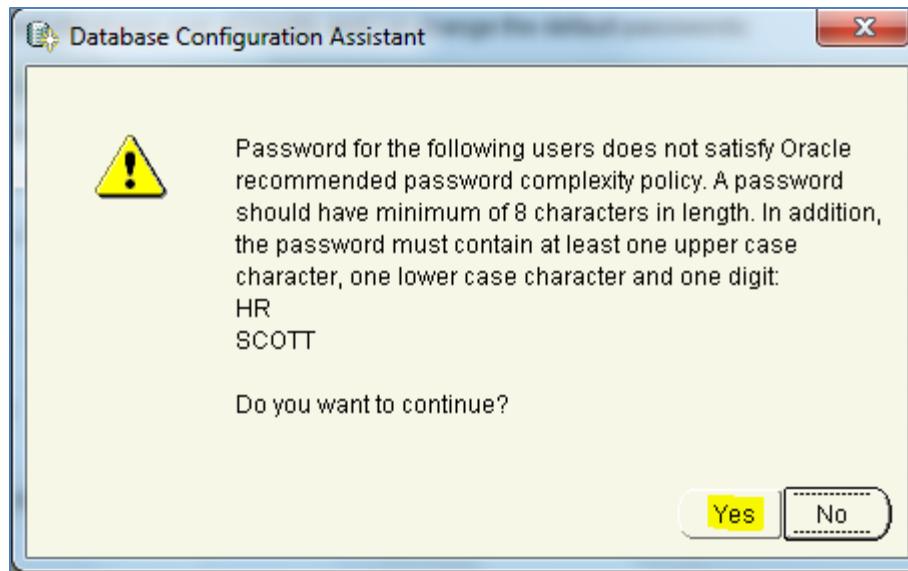 Database Configuration Assistant
Password for the following users does not satisfy Oracle
recommended password complexity policy. A password
should have minimum of 8 characters in length. In addition,
the password must contain at least one upper case
character, one lower case character and one digit:
HR
SCOTT
Do you want to continue?
Yes
No